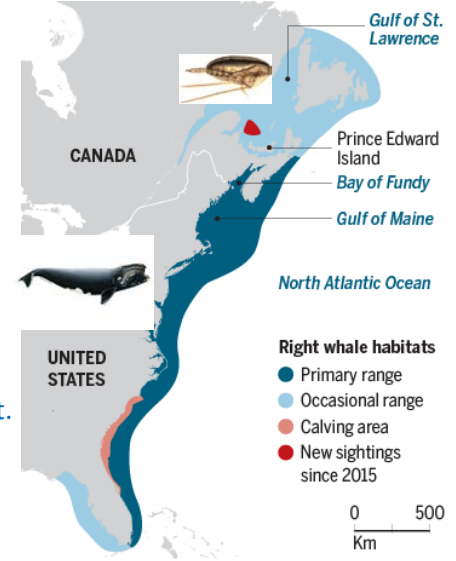 Gulf of St.
Lawrence
Prince Edward
Island
CANADA
Bay of Fundy
Gulf of Maine
North Atlantic Ocean
UNITED
STATES
t.
Right whale habitats
Primary range
Occasional range
Calving area
New sightings
since 2015
0 500
Km